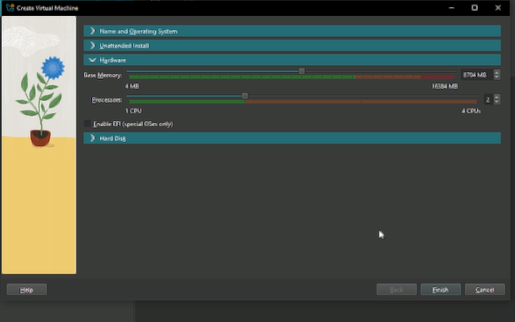 Create Virtual Machine
Name and Operating System
Unattended Install
Hardware
Base Memory: 8704 MB
4 MB 16384 MB
Processors: 2
1 CPU 4 CPUs
Enable EFI (special OSes only)
Hard Disk
Help Back Finish Cancel